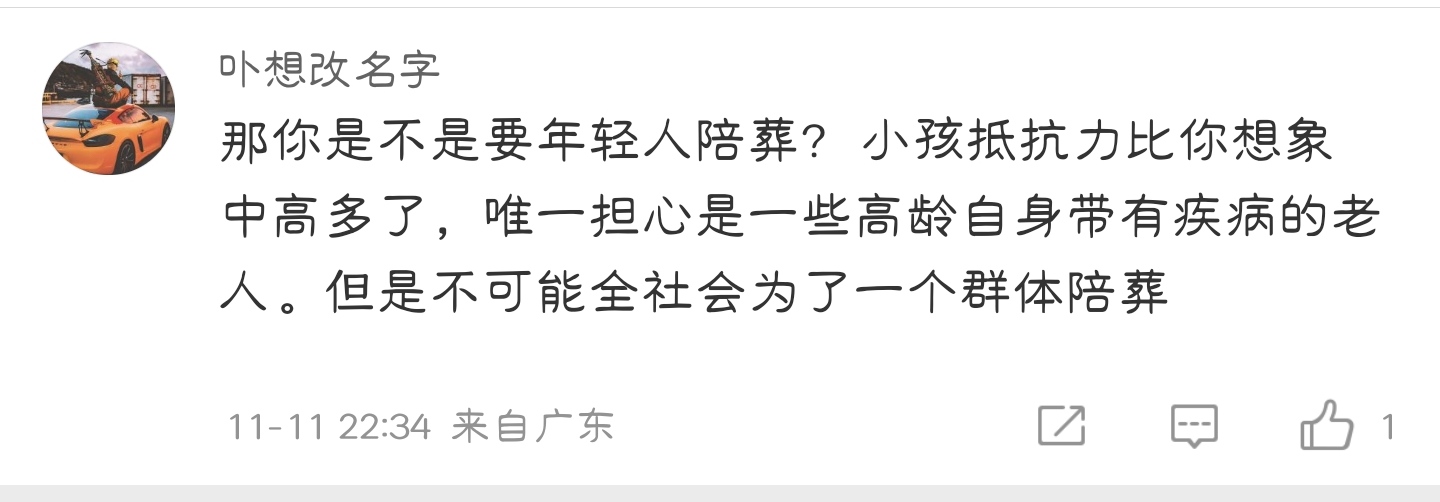 卟想改名字
那你是不是要年轻人陪葬？小孩抵抗力比你想象
中高多了，唯一担心是一些高龄自身带有疾病的老
人。但是不可能全社会为了一个群体陪葬
11-11 22:34 来自广东
1